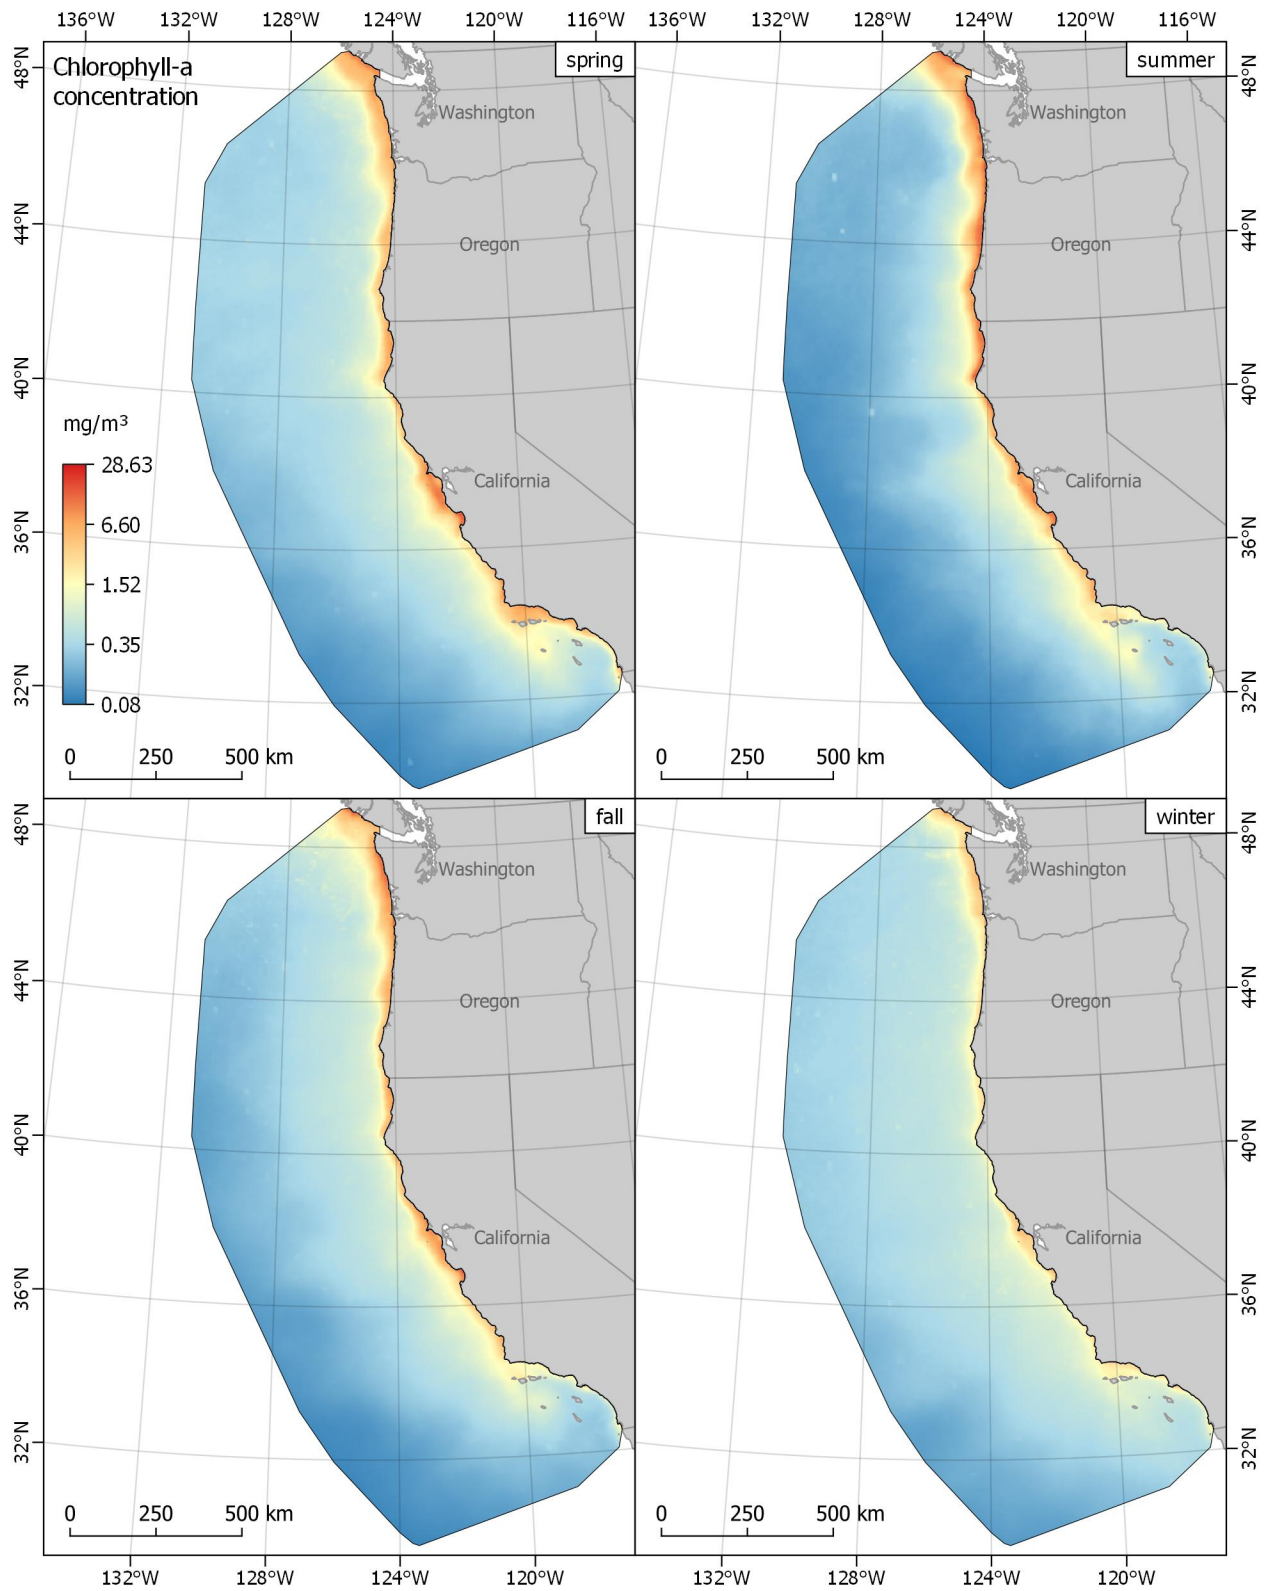 136°W 132°W 128°W 124°W 120°W 116°W 136°W 132°W 128°W 124°W 120°W 116°W
spring
summer
Chlorophyll-a
concentration
48°N
48°N
Washington
Washington
44°N
44°N
Oregon
Oregon
40°N
40°N
mg/m³
28.63
6.60
1.52
0.35
0.08
California
California
36°N
36°N
32°N
32°N
0 250 500 km
0 250 500 km
fall
winter
48°N
48°N
Washington
Washington
44°N
44°N
Oregon
Oregon
40°N
40°N
California
California
36°N
36°N
32°N
32°N
0 250 500 km
0 250 500 km
132°W 128°W 124°W 120°W 132°W 128°W 124°W 120°W